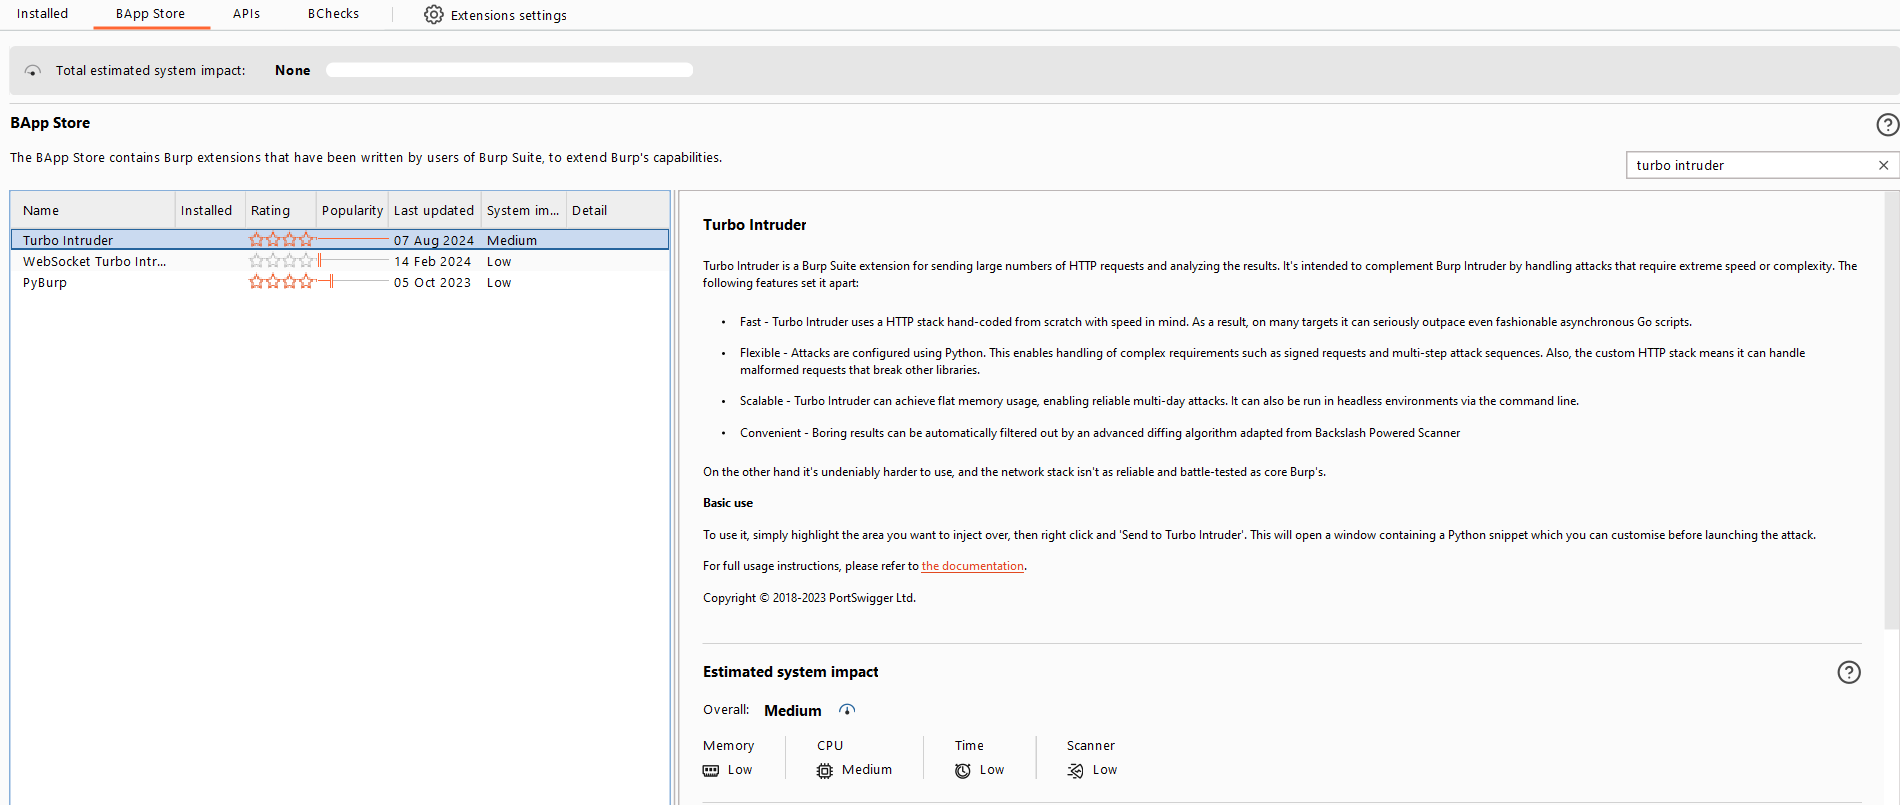 Installed
BApp Store
APIs
BChecks
Extensions settings
Total estimated system impact: None
BApp Store
The BApp Store contains Burp extensions that have been written by users of Burp Suite, to extend Burp's capabilities.
turbo intruder
Name Installed Rating Popularity Last updated System im... Detail
Turbo Intruder 07 Aug 2024 Medium
WebSocket Turbo Intr... 14 Feb 2024 Low
PyBurp 05 Oct 2023 Low
Turbo Intruder
Turbo Intruder is a Burp Suite extension for sending large numbers of HTTP requests and analyzing the results. It's intended to complement Burp Intruder by handling attacks that require extreme speed or complexity. The
following features set it apart:
• Fast - Turbo Intruder uses a HTTP stack hand-coded from scratch with speed in mind. As a result, on many targets it can seriously outpace even fashionable asynchronous Go scripts.
• Flexible - Attacks are configured using Python. This enables handling of complex requirements such as signed requests and multi-step attack sequences. Also, the custom HTTP stack means it can handle
malformed requests that break other libraries.
• Scalable - Turbo Intruder can achieve flat memory usage, enabling reliable multi-day attacks. It can also be run in headless environments via the command line.
• Convenient - Boring results can be automatically filtered out by an advanced diffing algorithm adapted from Backslash Powered Scanner
On the other hand it's undeniably harder to use, and the network stack isn't as reliable and battle-tested as core Burp's.
Basic use
To use it, simply highlight the area you want to inject over, then right click and 'Send to Turbo Intruder'. This will open a window containing a Python snippet which you can customise before launching the attack.
For full usage instructions, please refer to the documentation.
Copyright © 2018-2023 PortSwigger Ltd.
Estimated system impact
Overall: Medium
Memory CPU Time Scanner
Low Medium Low Low